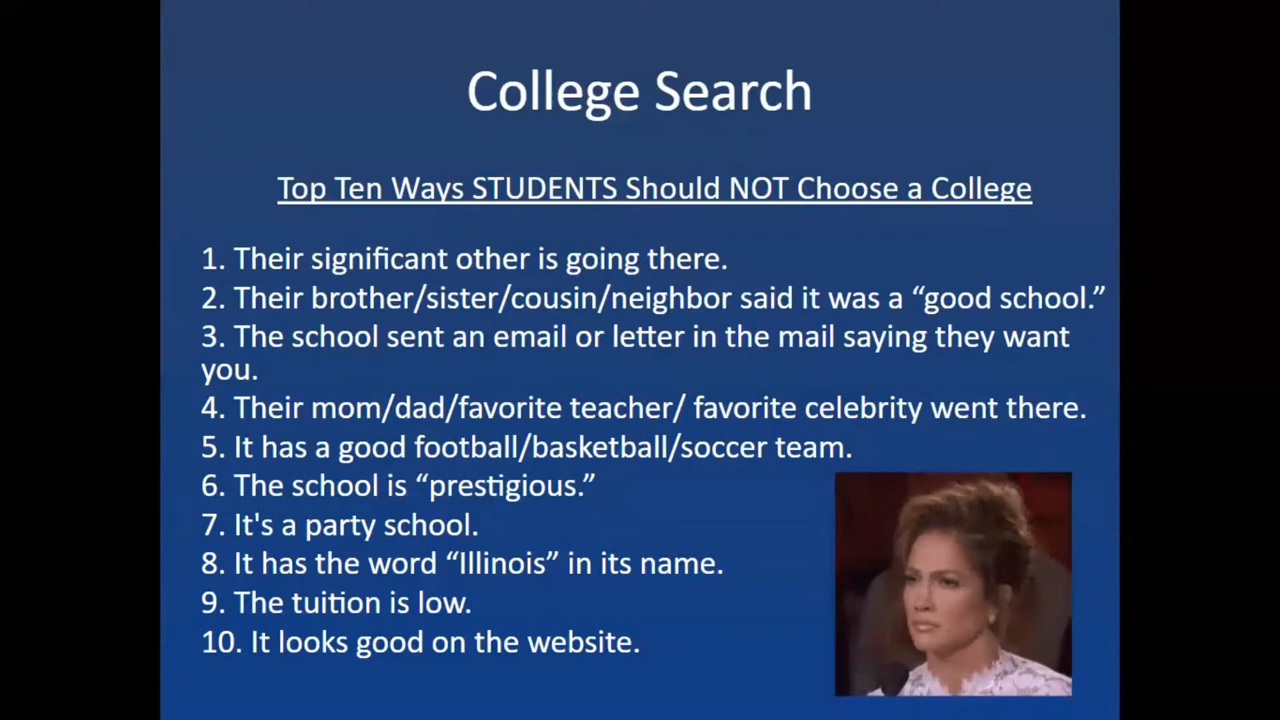 College Search
Top Ten Ways STUDENTS Should NOT Choose a College
1. Their significant other is going there.
2. Their brother/sister/cousin/neighbor said it was a “good school.”
3. The school sent an email or letter in the mail saying they want
you.
4. Their mom/dad/favorite teacher/ favorite celebrity went there.
5. It has a good football/basketball/soccer team.
6. The school is “prestigious.”
7. It's a party school.
8. It has the word “Illinois” in its name.
9. The tuition is low.
10. It looks good on the website.